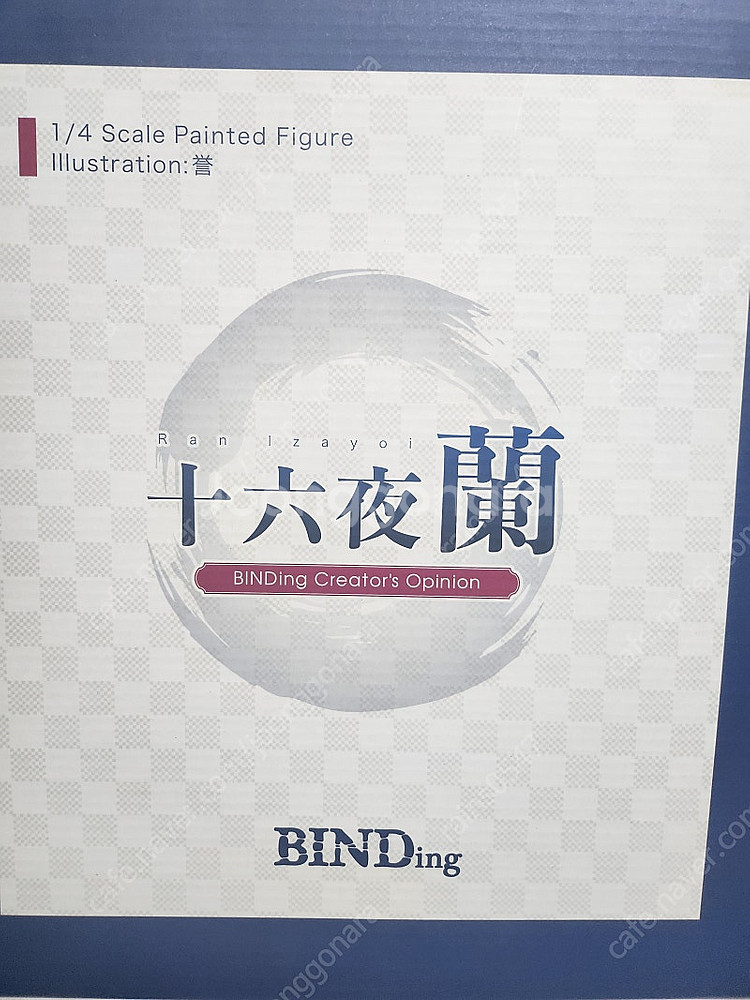 1/4 Scale Painted Figure
Illustration:誉
Ran Izayoi
十六夜 蘭
BINDing Creator's Opinion
BINDing